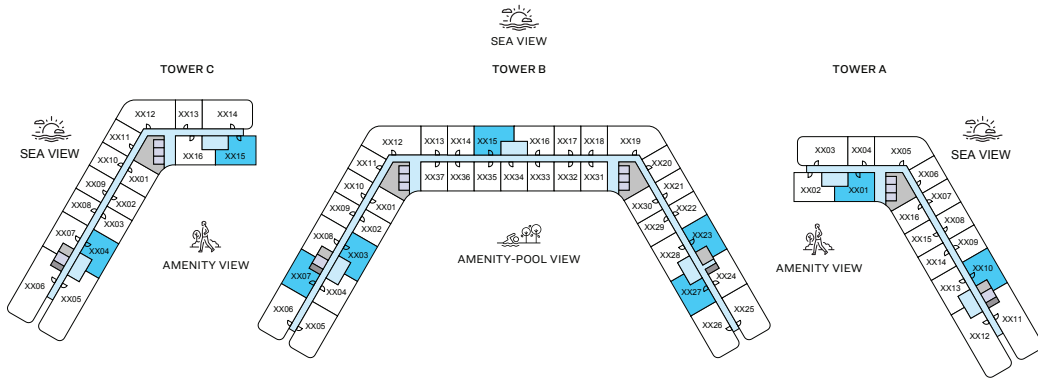 SEA VIEW
TOWER C
TOWER B
TOWER A
SEA VIEW
XX12
XX13
XX14
XX11
XX10
XX09
XX08
XX07
XX06
XX16
XX15
XX01
XX02
XX03
XX04
XX05
AMENITY VIEW
XX12
XX13
XX14
XX15
XX16
XX17
XX18
XX19
XX11
XX10
XX09
XX08
XX07
XX06
XX37
XX36
XX35
XX34
XX33
XX32
XX31
XX01
XX02
XX03
XX04
XX05
XX20
XX21
XX22
XX23
XX24
XX25
XX30
XX29
XX28
XX27
XX26
AMENITY-POOL VIEW
SEA VIEW
XX03
XX04
XX05
XX02
XX01
XX06
XX07
XX08
XX09
XX10
XX11
XX16
XX15
XX14
XX13
XX12
AMENITY VIEW